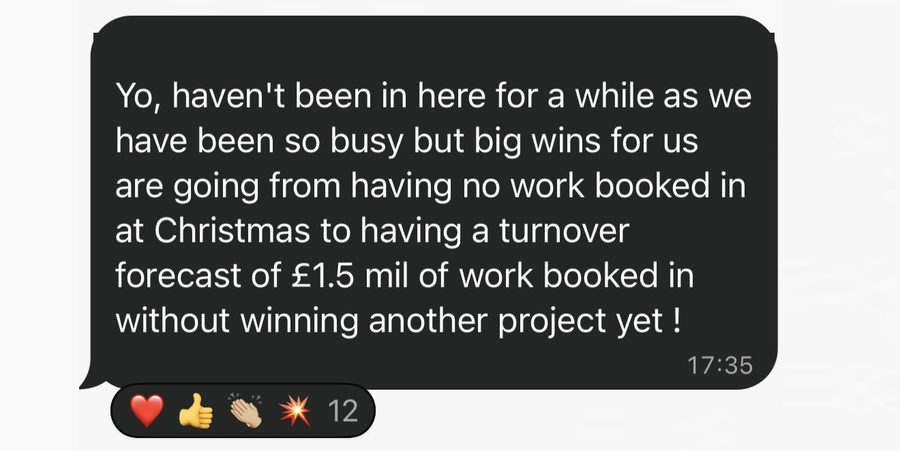 Yo, haven't been in here for a while as we
have been so busy but big wins for us
are going from having no work booked in
at Christmas to having a turnover
forecast of £1.5 mil of work booked in
without winning another project yet !
17:35
❤️ 👍 👏🏼 💥 12